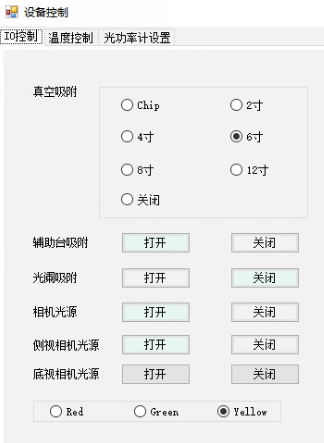 设备控制
IO控制 温度控制 光功率计设置
真空吸附
Chip 2寸
4寸 6寸
8寸 12寸
关闭
辅助台吸附 打开 关闭
光阑吸附 打开 关闭
相机光源 打开 关闭
侧视相机光源 打开 关闭
底视相机光源 打开 关闭
Red Green Yellow